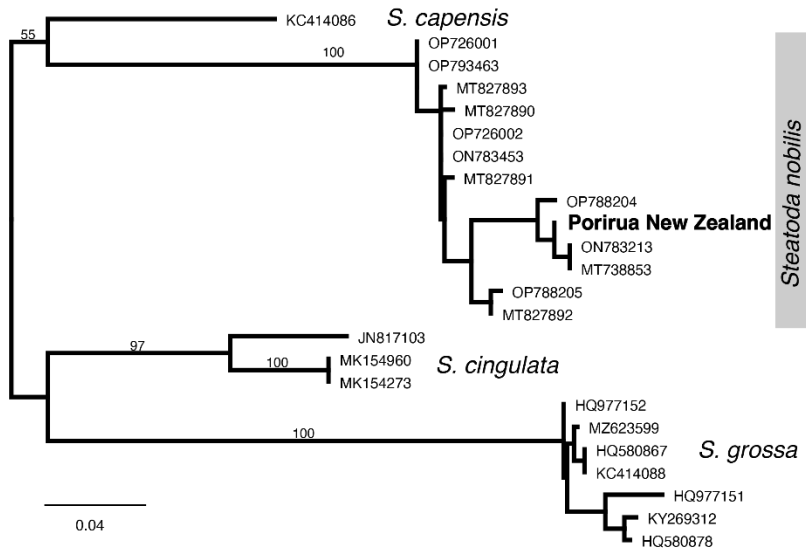 KC414086
S. capensis
55
OP726001
100
OP793463
MT827893
MT827890
OP726002
ON783453
MT827891
OP788204
Porirua New Zealand
ON783213
MT738853
OP788205
MT827892
Steatoda nobilis
JN817103
97
MK154960
100
S. cingulata
MK154273
HQ977152
MZ623599
100
HQ580867
S. grossa
KC414088
HQ977151
KY269312
HQ580878
0.04